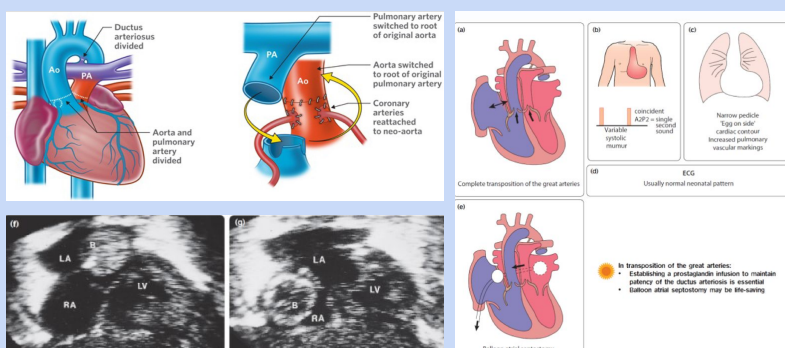 Ductus
arteriosus
divided
Ao
PA
Aorta and
pulmonary
artery
divided
Pulmonary artery
switched to root
of original aorta
PA
Aorta switched
to root of original
pulmonary artery
Ao
Coronary
arteries
reattached
to neo-aorta
(f)
B
LA
LV
RA
(g)
LA
LV
B
RA
(a)
Complete transposition of the great arteries
(b)
coincident
A2P2 = single
second
sound
Variable
systolic
mumur
(c)
Narrow pedicle
'Egg on side'
cardiac contour
Increased pulmonary
vascular markings
(d)
ECG
Usually normal neonatal pattern
(e)
In transposition of the great arteries:
• Establishing a prostaglandin infusion to maintain
patency of the ductus arteriosis is essential
• Balloon atrial septostomy may be life-saving